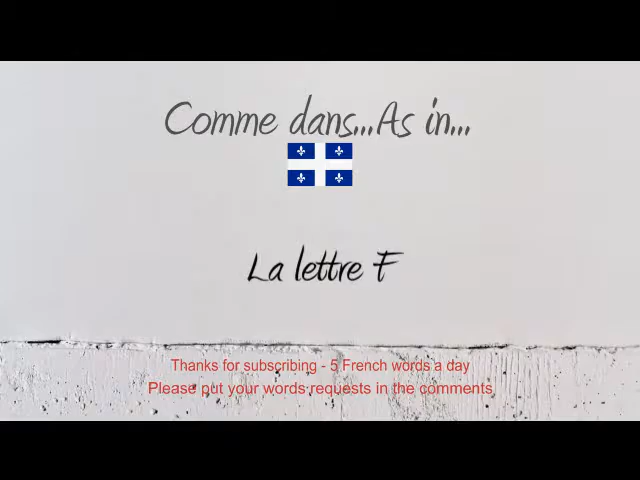 Comme dans...As in...
La lettre F
Thanks for subscribing - 5 French words a day
Please put your words requests in the comments